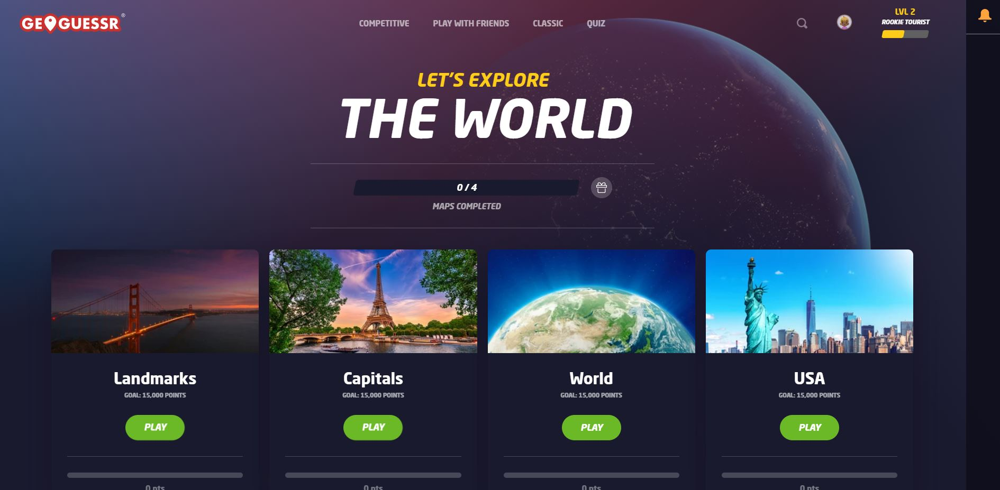 GEOGUESSR®
COMPETITIVE
PLAY WITH FRIENDS
CLASSIC
QUIZ
LVL 2
ROOKIE TOURIST
LET'S EXPLORE
THE WORLD
0 / 4
MAPS COMPLETED
Landmarks
GOAL: 15,000 POINTS
PLAY
0 pts
Capitals
GOAL: 15,000 POINTS
PLAY
0 pts
World
GOAL: 15,000 POINTS
PLAY
0 pts
USA
GOAL: 15,000 POINTS
PLAY
0 pts